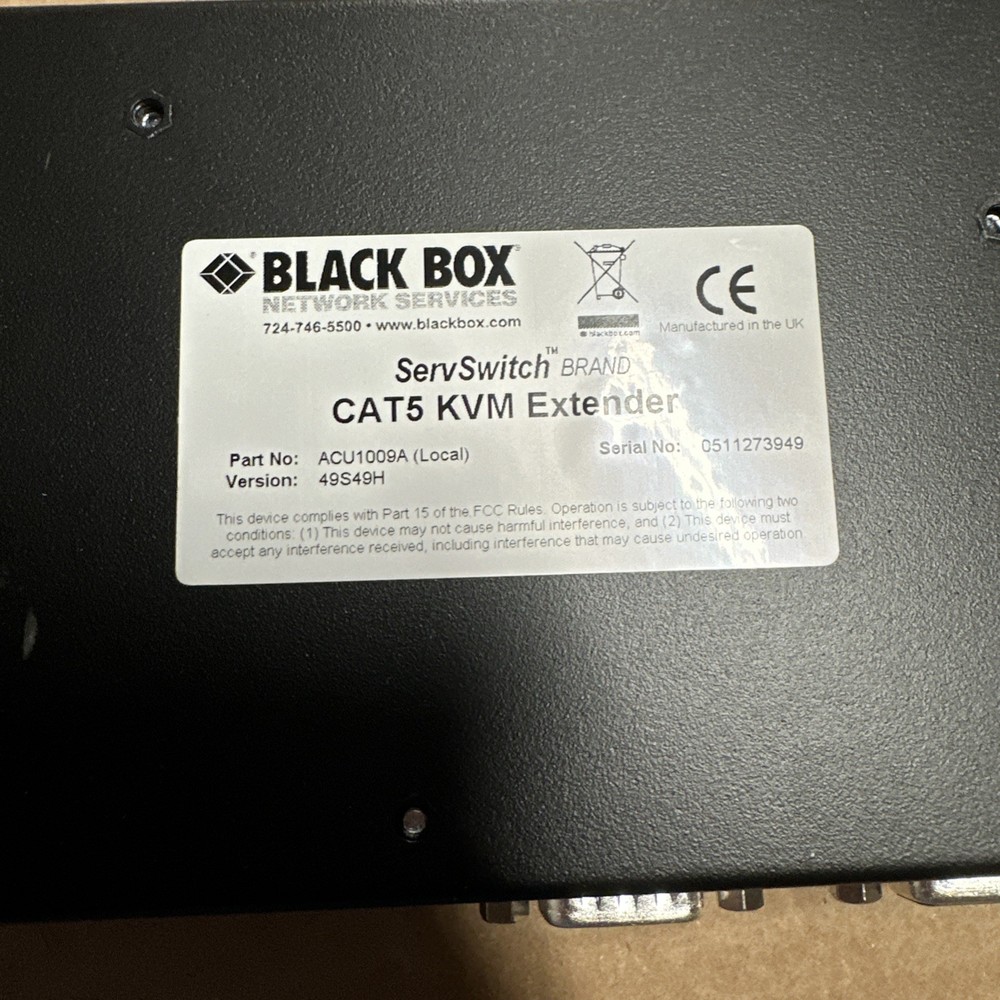 BLACK BOX®
NETWORK SERVICES
724-746-5500 • www.blackbox.com
blackbox.com
CE
Manufactured in the UK
ServSwitch™ BRAND
CAT5 KVM Extender
Part No: ACU1009A (Local)
Serial No: 0511273949
Version: 49S49H
This device complies with Part 15 of the FCC Rules. Operation is subject to the following two
conditions: (1) This device may not cause harmful interference, and (2) This device must
accept any interference received, including interference that may cause undesired operation